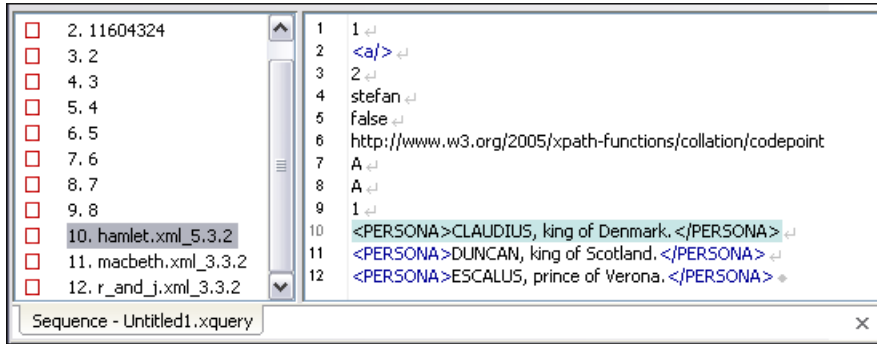 2. 11604324
3. 2
4. 3
5. 4
6. 5
7. 6
8. 7
9. 8
10. hamlet.xml_5.3.2
11. macbeth.xml_3.3.2
12. r_and_j.xml_3.3.2
1 1
2 <a/>
3 2
4 stefan
5 false
6 http://www.w3.org/2005/xpath-functions/collation/codepoint
7 A
8 A
9 1
10 <PERSONA>CLAUDIUS, king of Denmark.</PERSONA>
11 <PERSONA>DUNCAN, king of Scotland.</PERSONA>
12 <PERSONA>ESCALUS, prince of Verona.</PERSONA>
Sequence - Untitled1.xquery